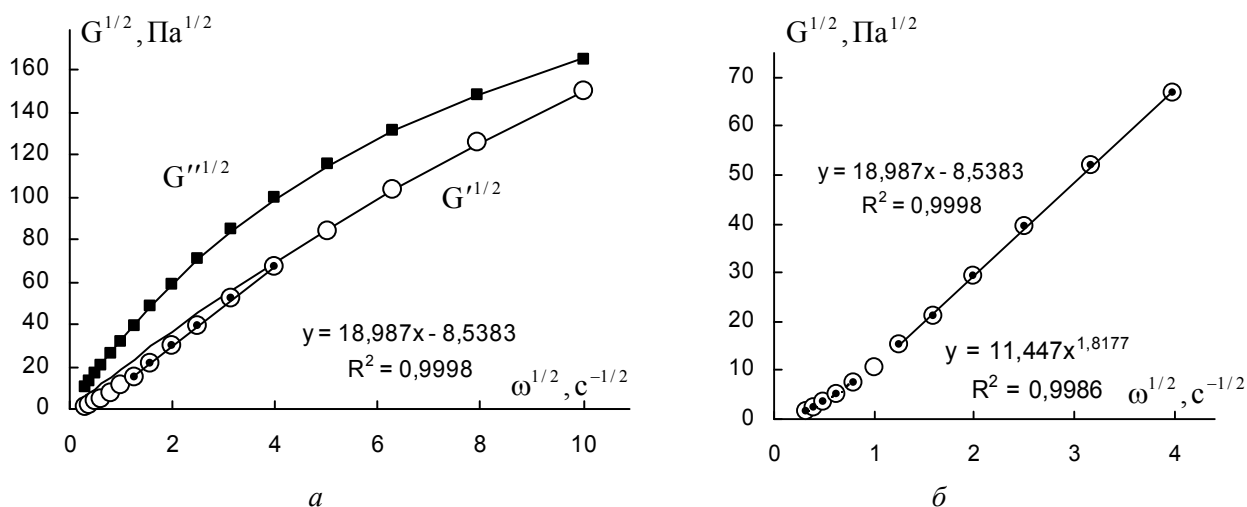 G^{1/2}, Па^{1/2}
160
140
120
100
80
60
40
20
0
G″^{1/2}
G′^{1/2}
y = 18,987x - 8,5383
R² = 0,9998
ω^{1/2}, с^{−1/2}
0 2 4 6 8 10
а
G^{1/2}, Па^{1/2}
70
60
50
40
30
20
10
0
y = 18,987x - 8,5383
R² = 0,9998
y = 11,447x^{1,8177}
R² = 0,9986
ω^{1/2}, с^{−1/2}
0 1 2 3 4
б